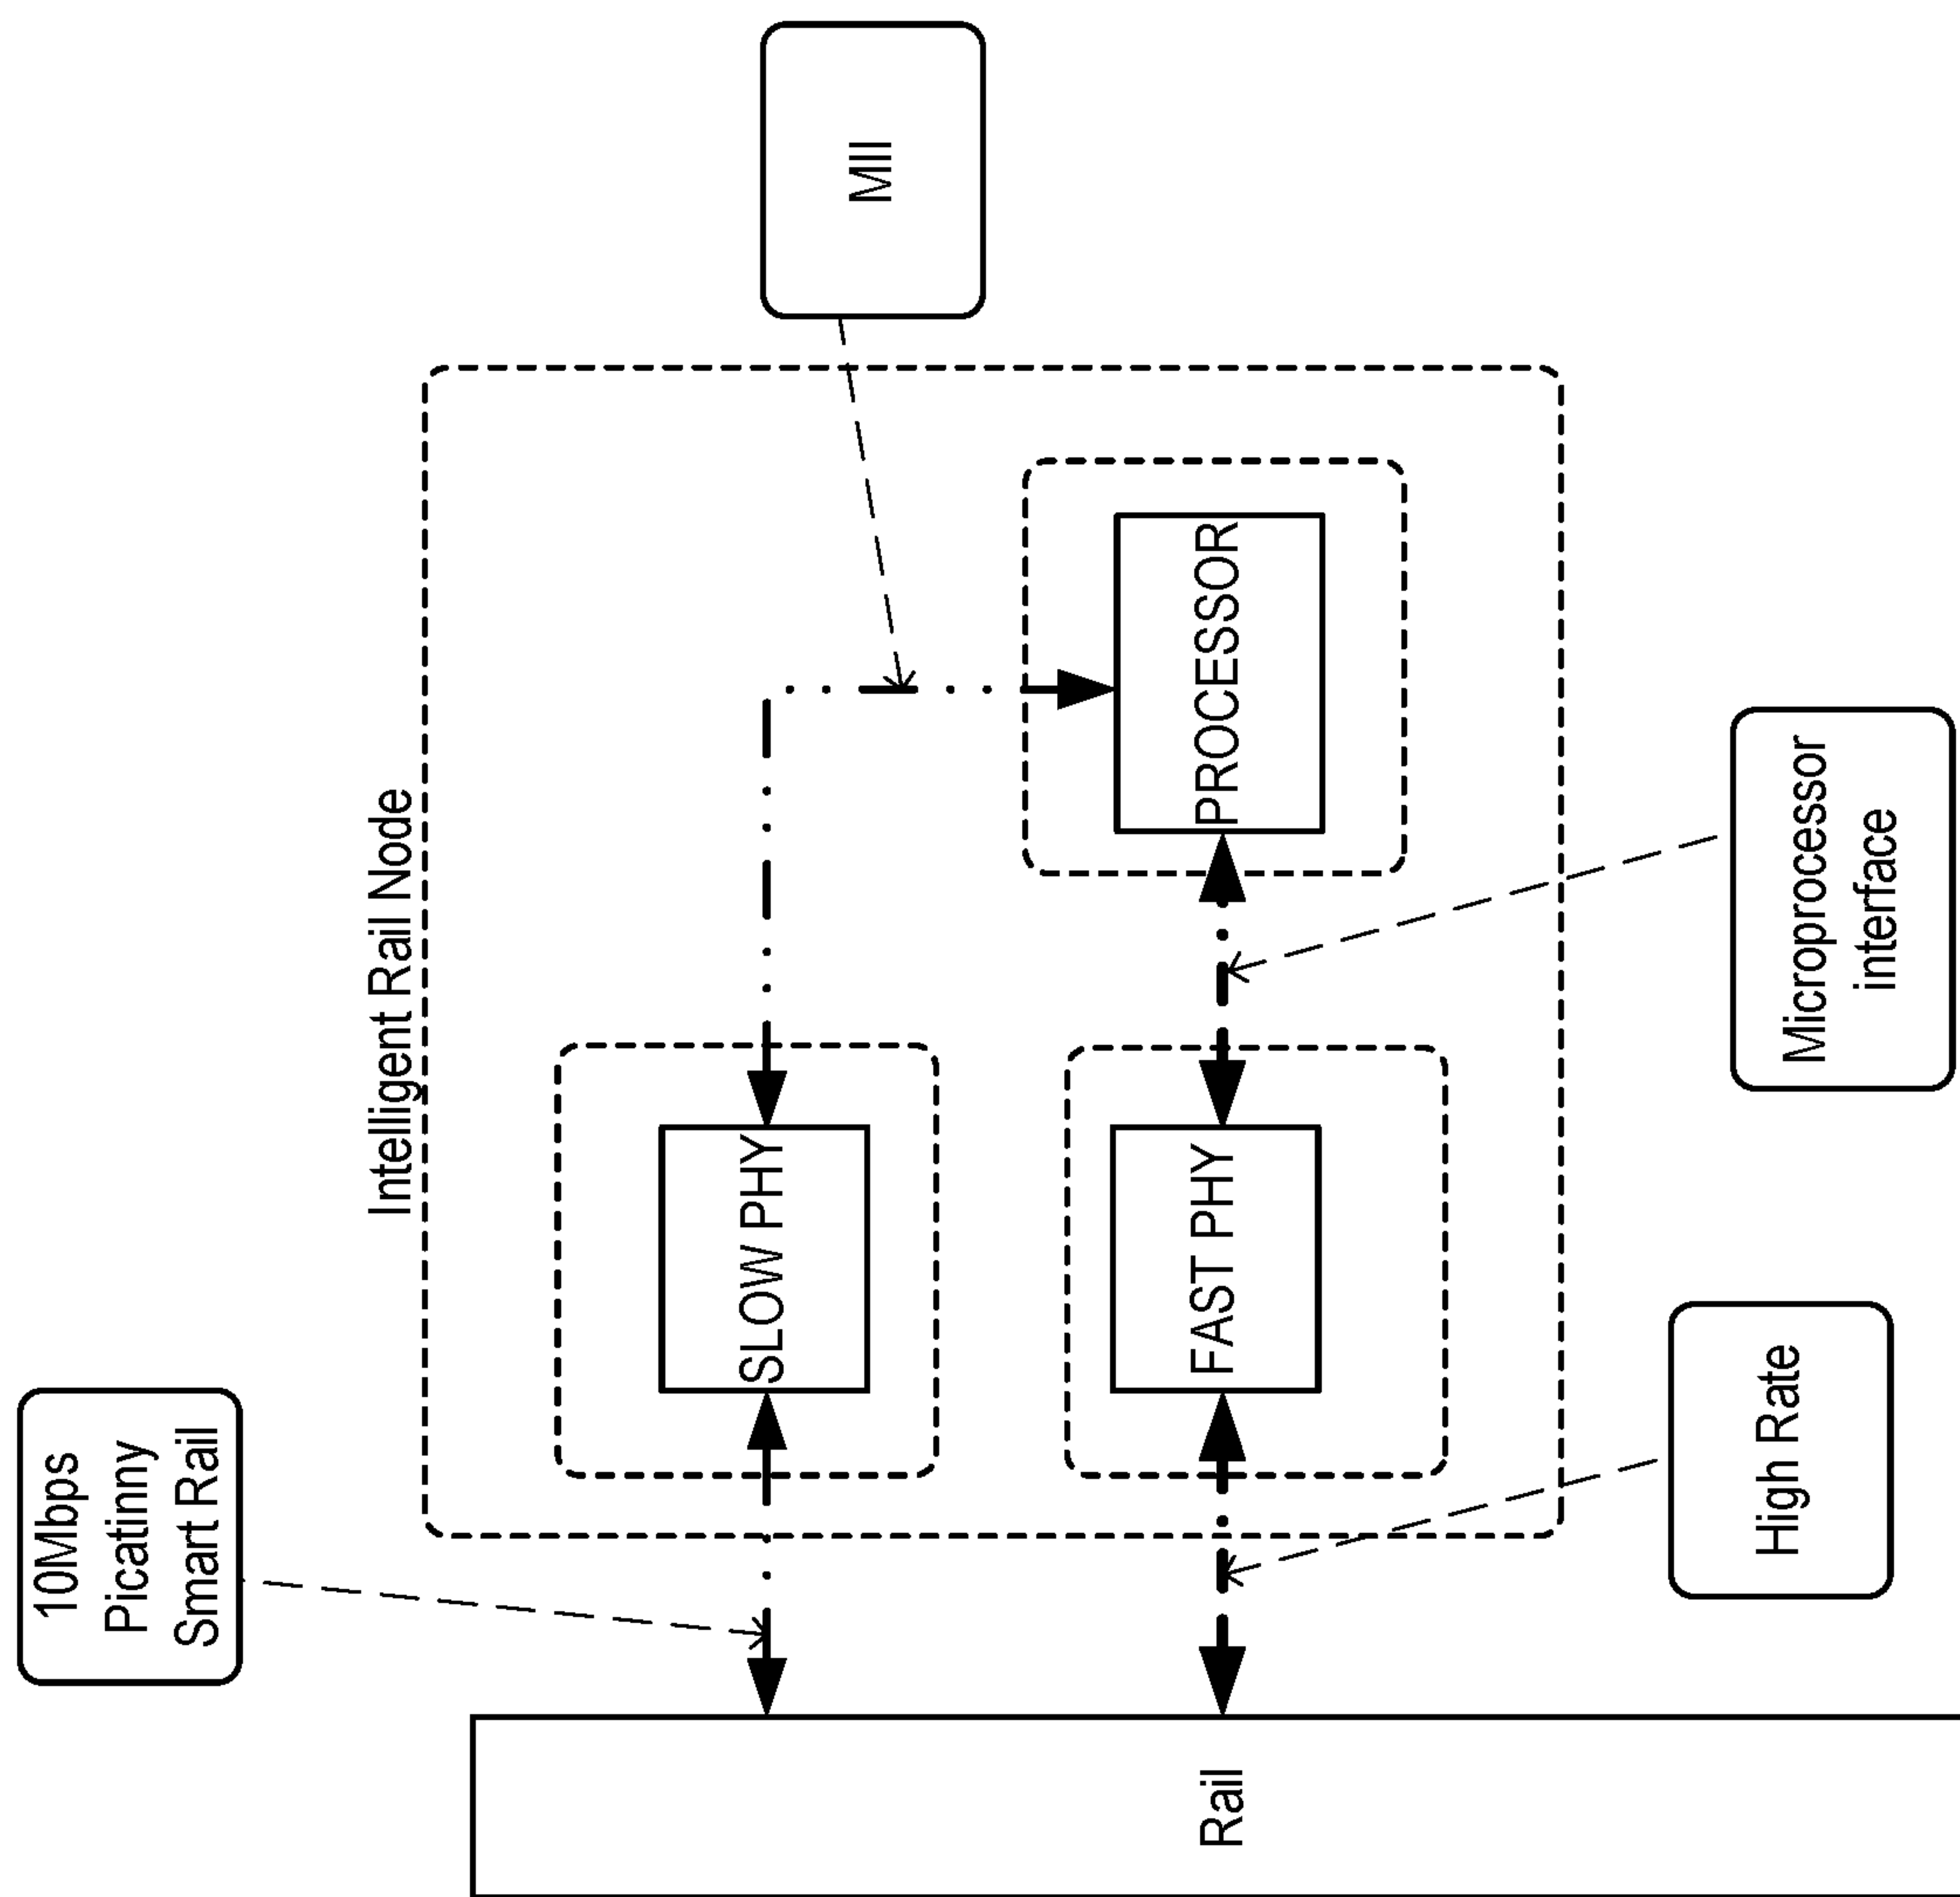 10Mbps
Picatinny
Smart Rail
Intelligent Rail Node
MII
SLOW PHY
PROCESSOR
FAST PHY
Rail
High Rate
Microprocessor
interface